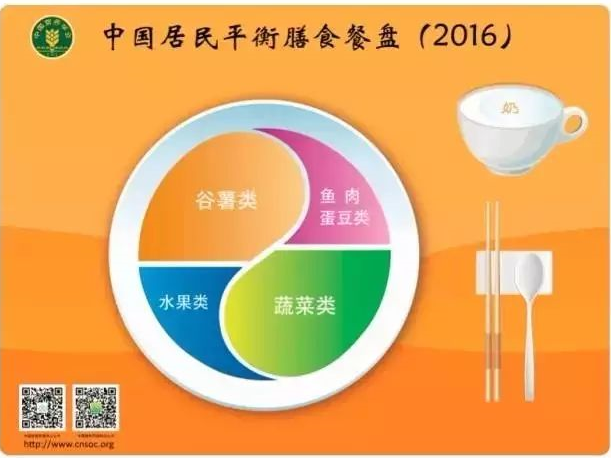 中国居民平衡膳食餐盘（2016）
奶
谷薯类
鱼 肉
蛋豆类
水果类
蔬菜类
http://www.cnsoc.org